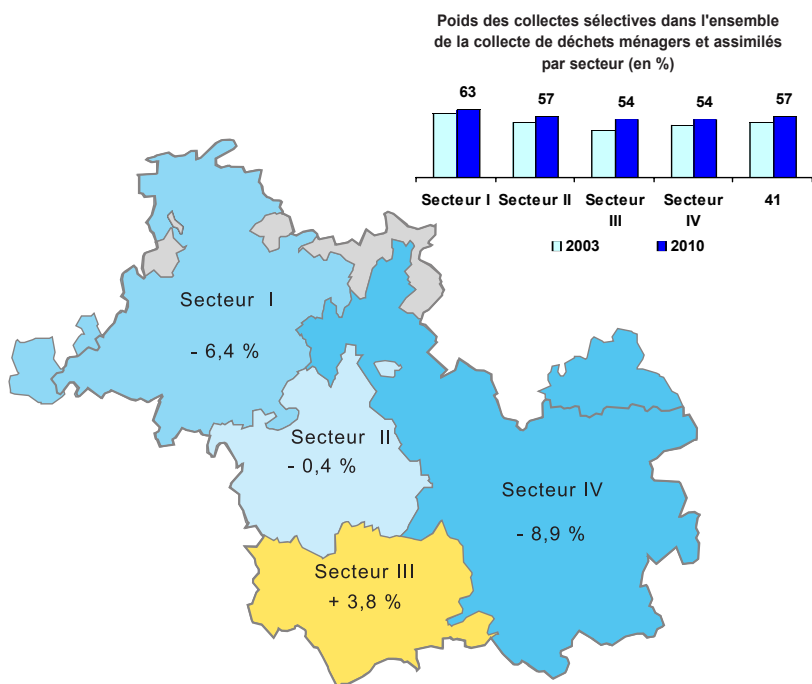 Poids des collectes sélectives dans l'ensemble
de la collecte de déchets ménagers et assimilés
par secteur (en %)
63
57
54
54
57
Secteur I
Secteur II
Secteur
III
Secteur
IV
41
2003
2010
Secteur I
- 6,4 %
Secteur II
- 0,4 %
Secteur IV
- 8,9 %
Secteur III
+ 3,8 %